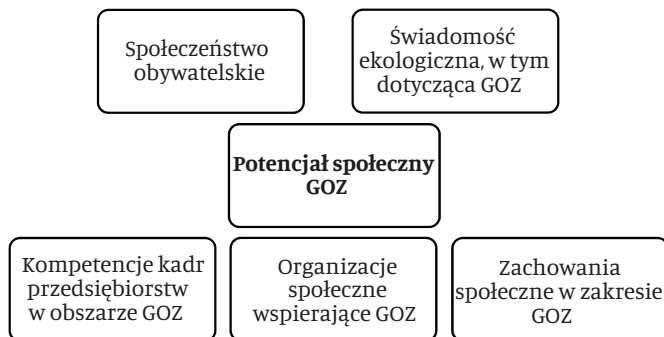 Społeczeństwo
obywatelskie
Świadomość
ekologiczna, w tym
dotycząca GOZ
Potencjał społeczny
GOZ
Kompetencje kadr
przedsiębiorstw
w obszarze GOZ
Organizacje
społeczne
wspierające GOZ
Zachowania
społeczne w zakresie
GOZ